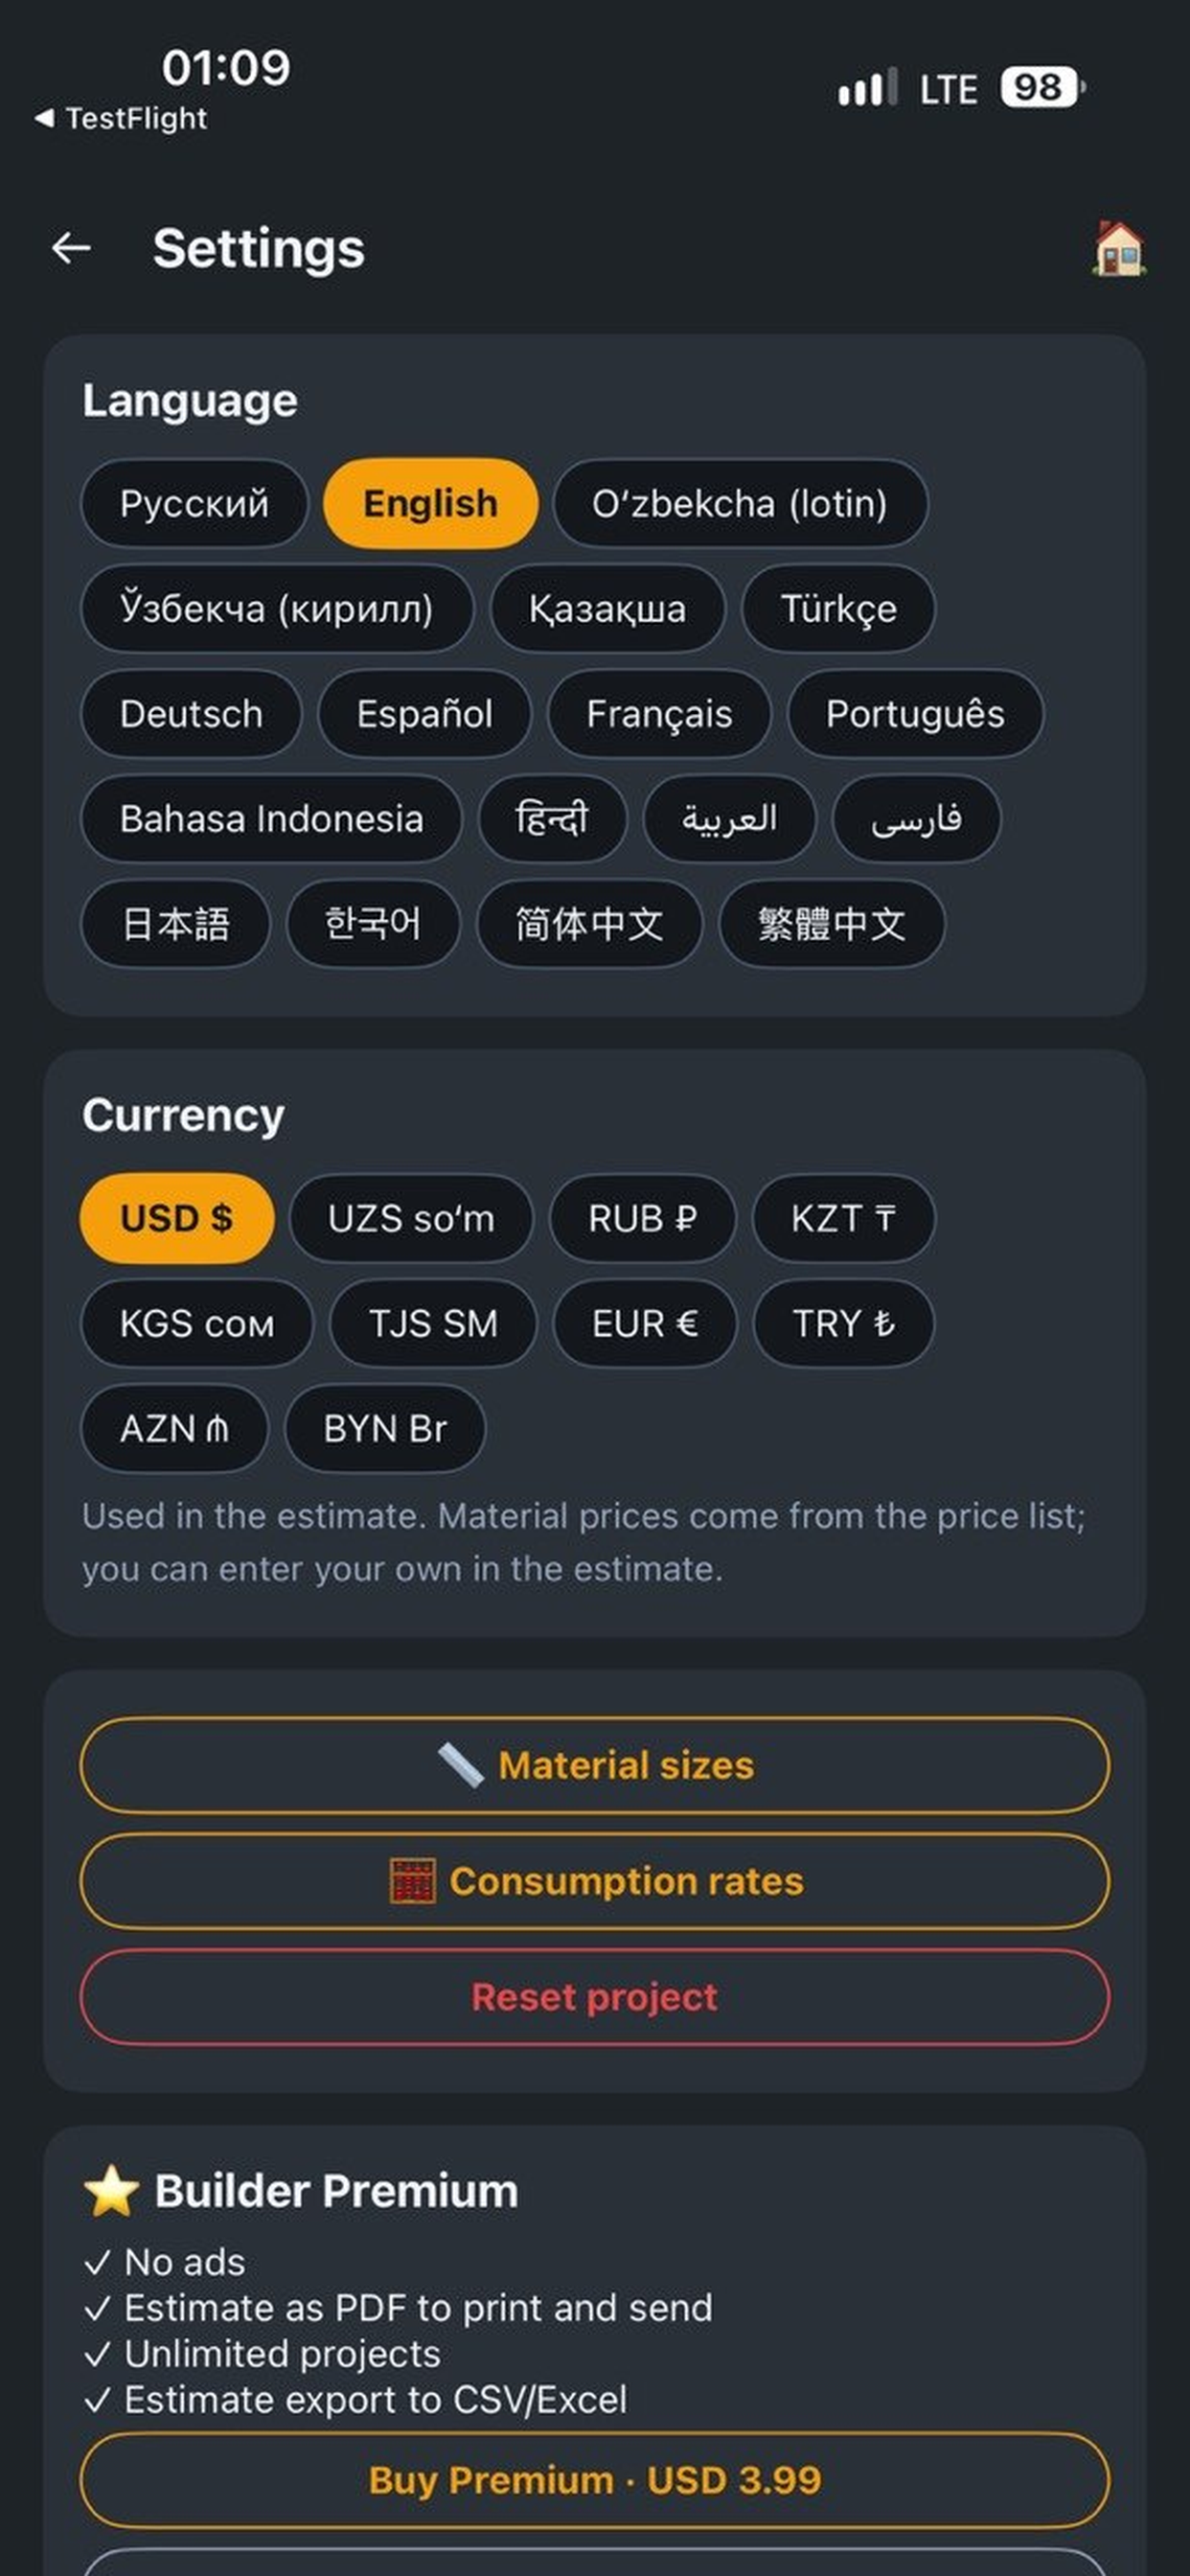 01:09
LTE 98
◀ TestFlight
← Settings
Language
Русский English Oʻzbekcha (lotin)
Ўзбекча (кирилл) Қазақша Türkçe
Deutsch Español Français Português
Bahasa Indonesia हिन्दी العربية فارسی
日本語 한국어 简体中文 繁體中文
Currency
USD $ UZS soʻm RUB ₽ KZT ₸
KGS сом TJS SM EUR € TRY ₺
AZN ₼ BYN Br
Used in the estimate. Material prices come from the price list;
you can enter your own in the estimate.
Material sizes
Consumption rates
Reset project
⭐ Builder Premium
✓ No ads
✓ Estimate as PDF to print and send
✓ Unlimited projects
✓ Estimate export to CSV/Excel
Buy Premium · USD 3.99